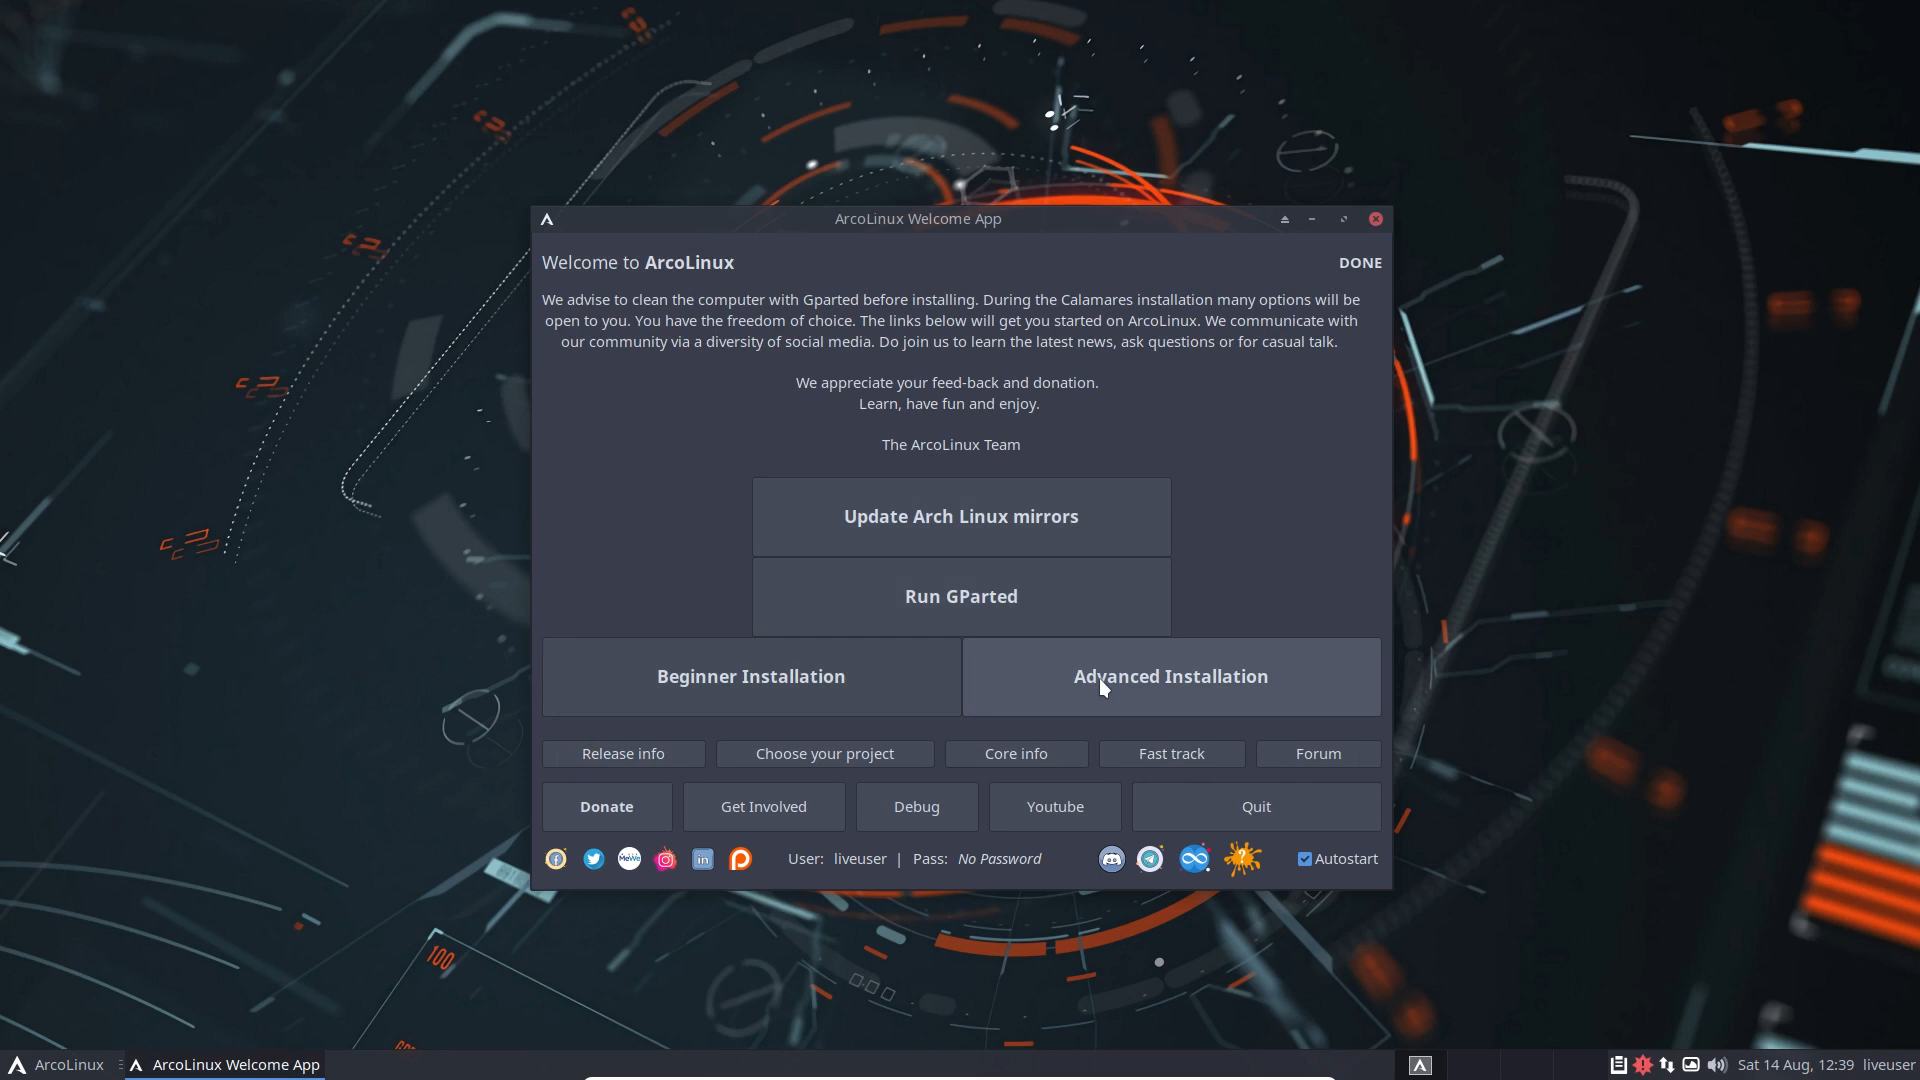 ArcoLinux Welcome App
Welcome to ArcoLinux
DONE
We advise to clean the computer with Gparted before installing. During the Calamares installation many options will be
open to you. You have the freedom of choice. The links below will get you started on ArcoLinux. We communicate with
our community via a diversity of social media. Do join us to learn the latest news, ask questions or for casual talk.
We appreciate your feed-back and donation.
Learn, have fun and enjoy.
The ArcoLinux Team
Update Arch Linux mirrors
Run GParted
Beginner Installation
Advanced Installation
Release info
Choose your project
Core info
Fast track
Forum
Donate
Get Involved
Debug
Youtube
Quit
MeWe
in
User: liveuser | Pass: No Password
?
Autostart
100
ArcoLinux
ArcoLinux Welcome App
Sat 14 Aug, 12:39 liveuser